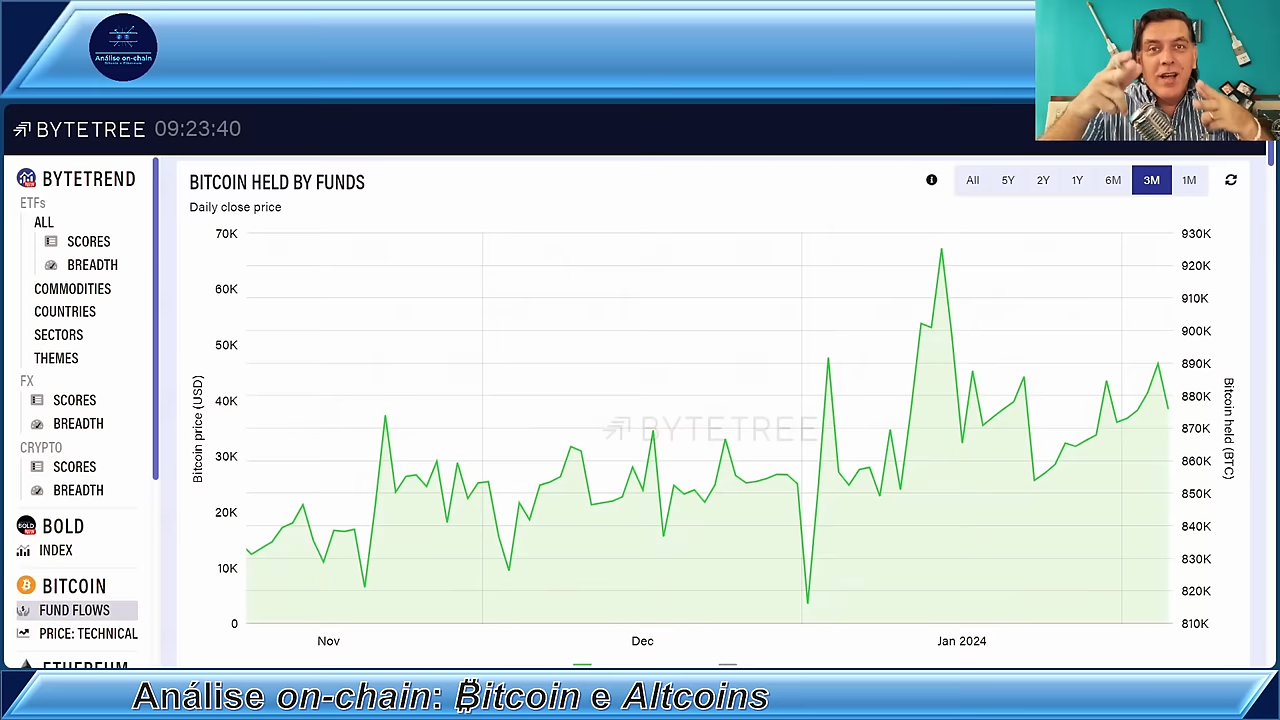 Análise on-chain
BYTETREE 09:23:40
BYTETREND
ETFs
ALL
SCORES
BREADTH
COMMODITIES
COUNTRIES
SECTORS
THEMES
FX
SCORES
BREADTH
CRYPTO
SCORES
BREADTH
BOLD
INDEX
BITCOIN
FUND FLOWS
PRICE: TECHNICAL
ETHEREUM
BITCOIN HELD BY FUNDS
Daily close price
All 5Y 2Y 1Y 6M 3M 1M
70K
60K
50K
40K
30K
20K
10K
0
Bitcoin price (USD)
BYTETREE
930K
920K
910K
900K
890K
880K
870K
860K
850K
840K
830K
820K
810K
Bitcoin held (BTC)
Nov Dec Jan 2024
Análise on-chain: ₿itcoin e Altcoins